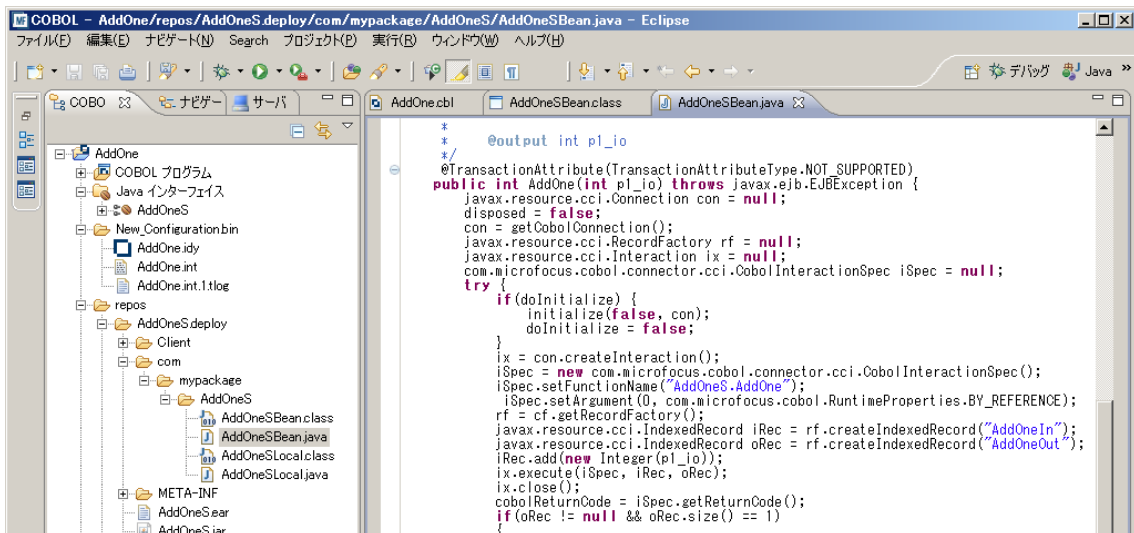 COBOL - AddOne/repos/AddOneS.deploy/com/mypackage/AddOneS/AddOneSBean.java - Eclipse
ファイル(F) 編集(E) ナビゲート(N) Search プロジェクト(P) 実行(R) ウィンドウ(W) ヘルプ(H)
デバッグ Java »
COBO ナビゲー サーバ
AddOne.cbl AddOneSBean.class AddOneSBean.java
AddOne
COBOL プログラム
Java インターフェイス
AddOneS
New_Configuration.bin
AddOne.idy
AddOne.int
AddOne.int.1.tlog
repos
AddOneS.deploy
Client
com
mypackage
AddOneS
AddOneSBean.class
AddOneSBean.java
AddOneSLocal.class
AddOneSLocal.java
META-INF
AddOneS.ear
AddOneS.jar
*
* @output int p1_io
*/
@TransactionAttribute(TransactionAttributeType.NOT_SUPPORTED)
public int AddOne(int p1_io) throws javax.ejb.EJBException {
javax.resource.cci.Connection con = null;
disposed = false;
con = getCobolConnection();
javax.resource.cci.RecordFactory rf = null;
javax.resource.cci.Interaction ix = null;
com.microfocus.cobol.connector.cci.CobolInteractionSpec iSpec = null;
try {
if(doInitialize) {
initialize(false, con);
doInitialize = false;
}
ix = con.createInteraction();
iSpec = new com.microfocus.cobol.connector.cci.CobolInteractionSpec();
iSpec.setFunctionName("AddOneS.AddOne");
iSpec.setArgument(0, com.microfocus.cobol.RuntimeProperties.BY_REFERENCE);
rf = cf.getRecordFactory();
javax.resource.cci.IndexedRecord iRec = rf.createIndexedRecord("AddOneIn");
javax.resource.cci.IndexedRecord oRec = rf.createIndexedRecord("AddOneOut");
iRec.add(new Integer(p1_io));
ix.execute(iSpec, iRec, oRec);
ix.close();
cobolReturnCode = iSpec.getReturnCode();
if(oRec != null && oRec.size() == 1)
{